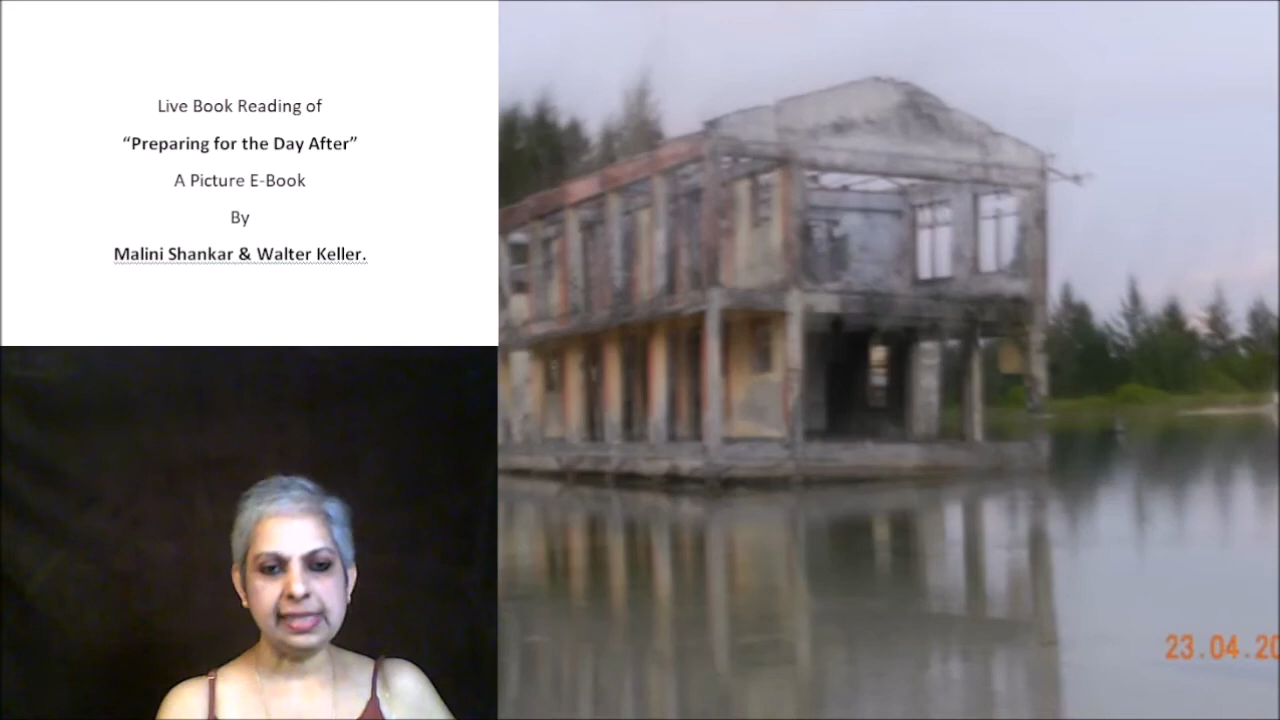 Live Book Reading of
“Preparing for the Day After”
A Picture E-Book
By
Malini Shankar & Walter Keller.
23.04.20